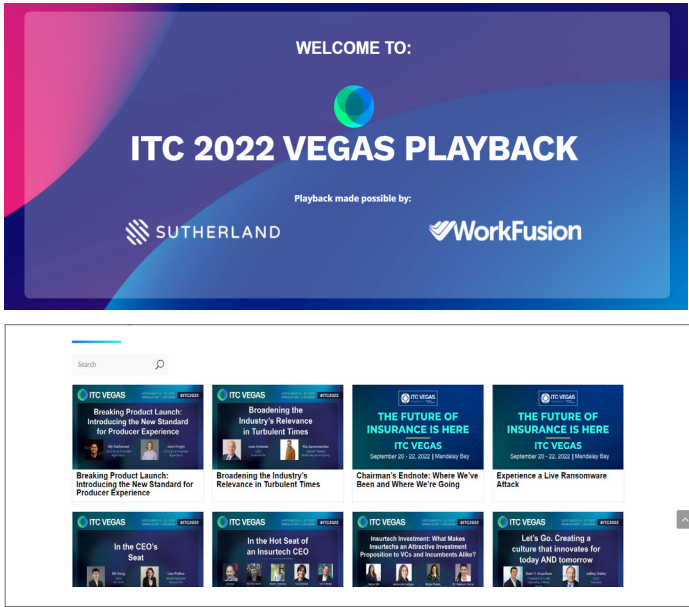 WELCOME TO:
ITC 2022 VEGAS PLAYBACK
Playback made possible by:
SUTHERLAND
WorkFusion
Search
ITC VEGAS
#ITC2022
Breaking Product Launch:
Introducing the New Standard
for Producer Experience
Breaking Product Launch:
Introducing the New Standard for
Producer Experience
ITC VEGAS
#ITC2022
Broadening the
Industry's Relevance
in Turbulent Times
Broadening the Industry's
Relevance in Turbulent Times
ITC VEGAS
THE FUTURE OF
INSURANCE IS HERE
ITC VEGAS
September 20 - 22, 2022 | Mandalay Bay
Chairman's Endnote: Where We've
Been and Where We're Going
ITC VEGAS
THE FUTURE OF
INSURANCE IS HERE
ITC VEGAS
September 20 - 22, 2022 | Mandalay Bay
Experience a Live Ransomware
Attack
ITC VEGAS
#ITC2022
In the CEO's
Seat
ITC VEGAS
#ITC2022
In the Hot Seat of
an Insurtech CEO
ITC VEGAS
#ITC2022
Insurtech Investment: What Makes
Insurtechs an Attractive Investment
Proposition to VCs and Incumbents Alike?
ITC VEGAS
#ITC2022
Let's Go. Creating a
culture that innovates for
today AND tomorrow